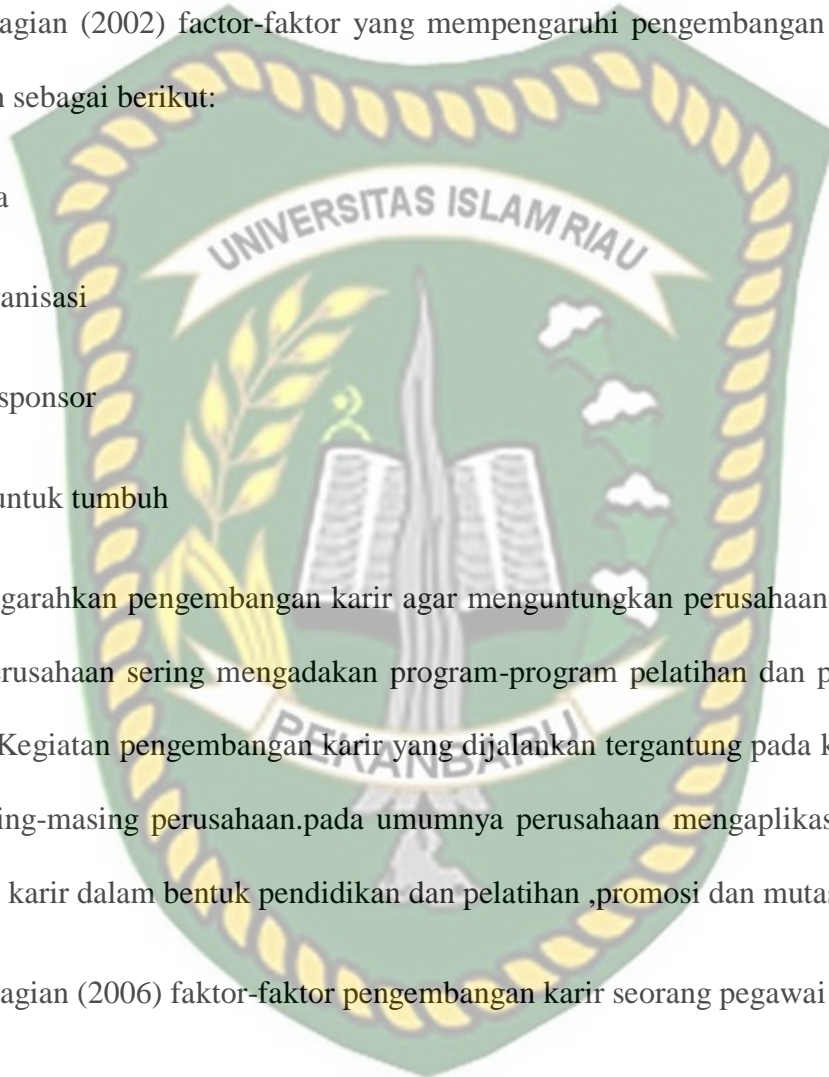 agian (2002) factor-faktor yang mempengaruhi pengembangan
n sebagai berikut:
a
UNIVERSITAS ISLAM RIAU
anisasi
sponsor
untuk tumbuh
garahkan pengembangan karir agar menguntungkan perusahaan
erusahaan sering mengadakan program-program pelatihan dan p
Kegiatan pengembangan karir yang dijalankan tergantung pada k
PEKANBARU
ing-masing perusahaan.pada umumnya perusahaan mengaplikas
karir dalam bentuk pendidikan dan pelatihan ,promosi dan mutas
agian (2006) faktor-faktor pengembangan karir seorang pegawai